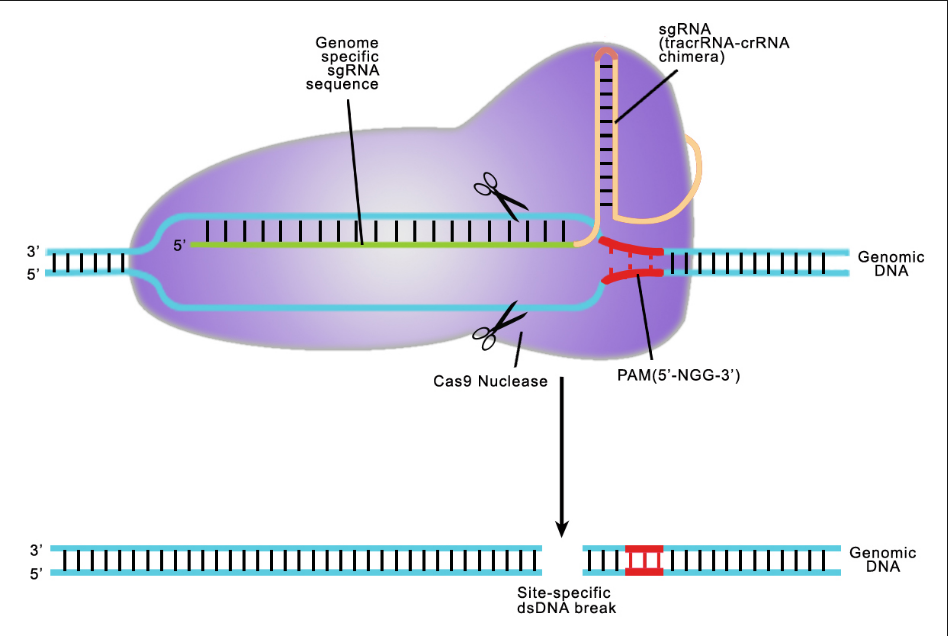 Genome
specific
sgRNA
sequence
sgRNA
(tracrRNA-crRNA
chimera)
5’
3’
5’
Genomic
DNA
Cas9 Nuclease
PAM(5’-NGG-3’)
3’
5’
Genomic
DNA
Site-specific
dsDNA break